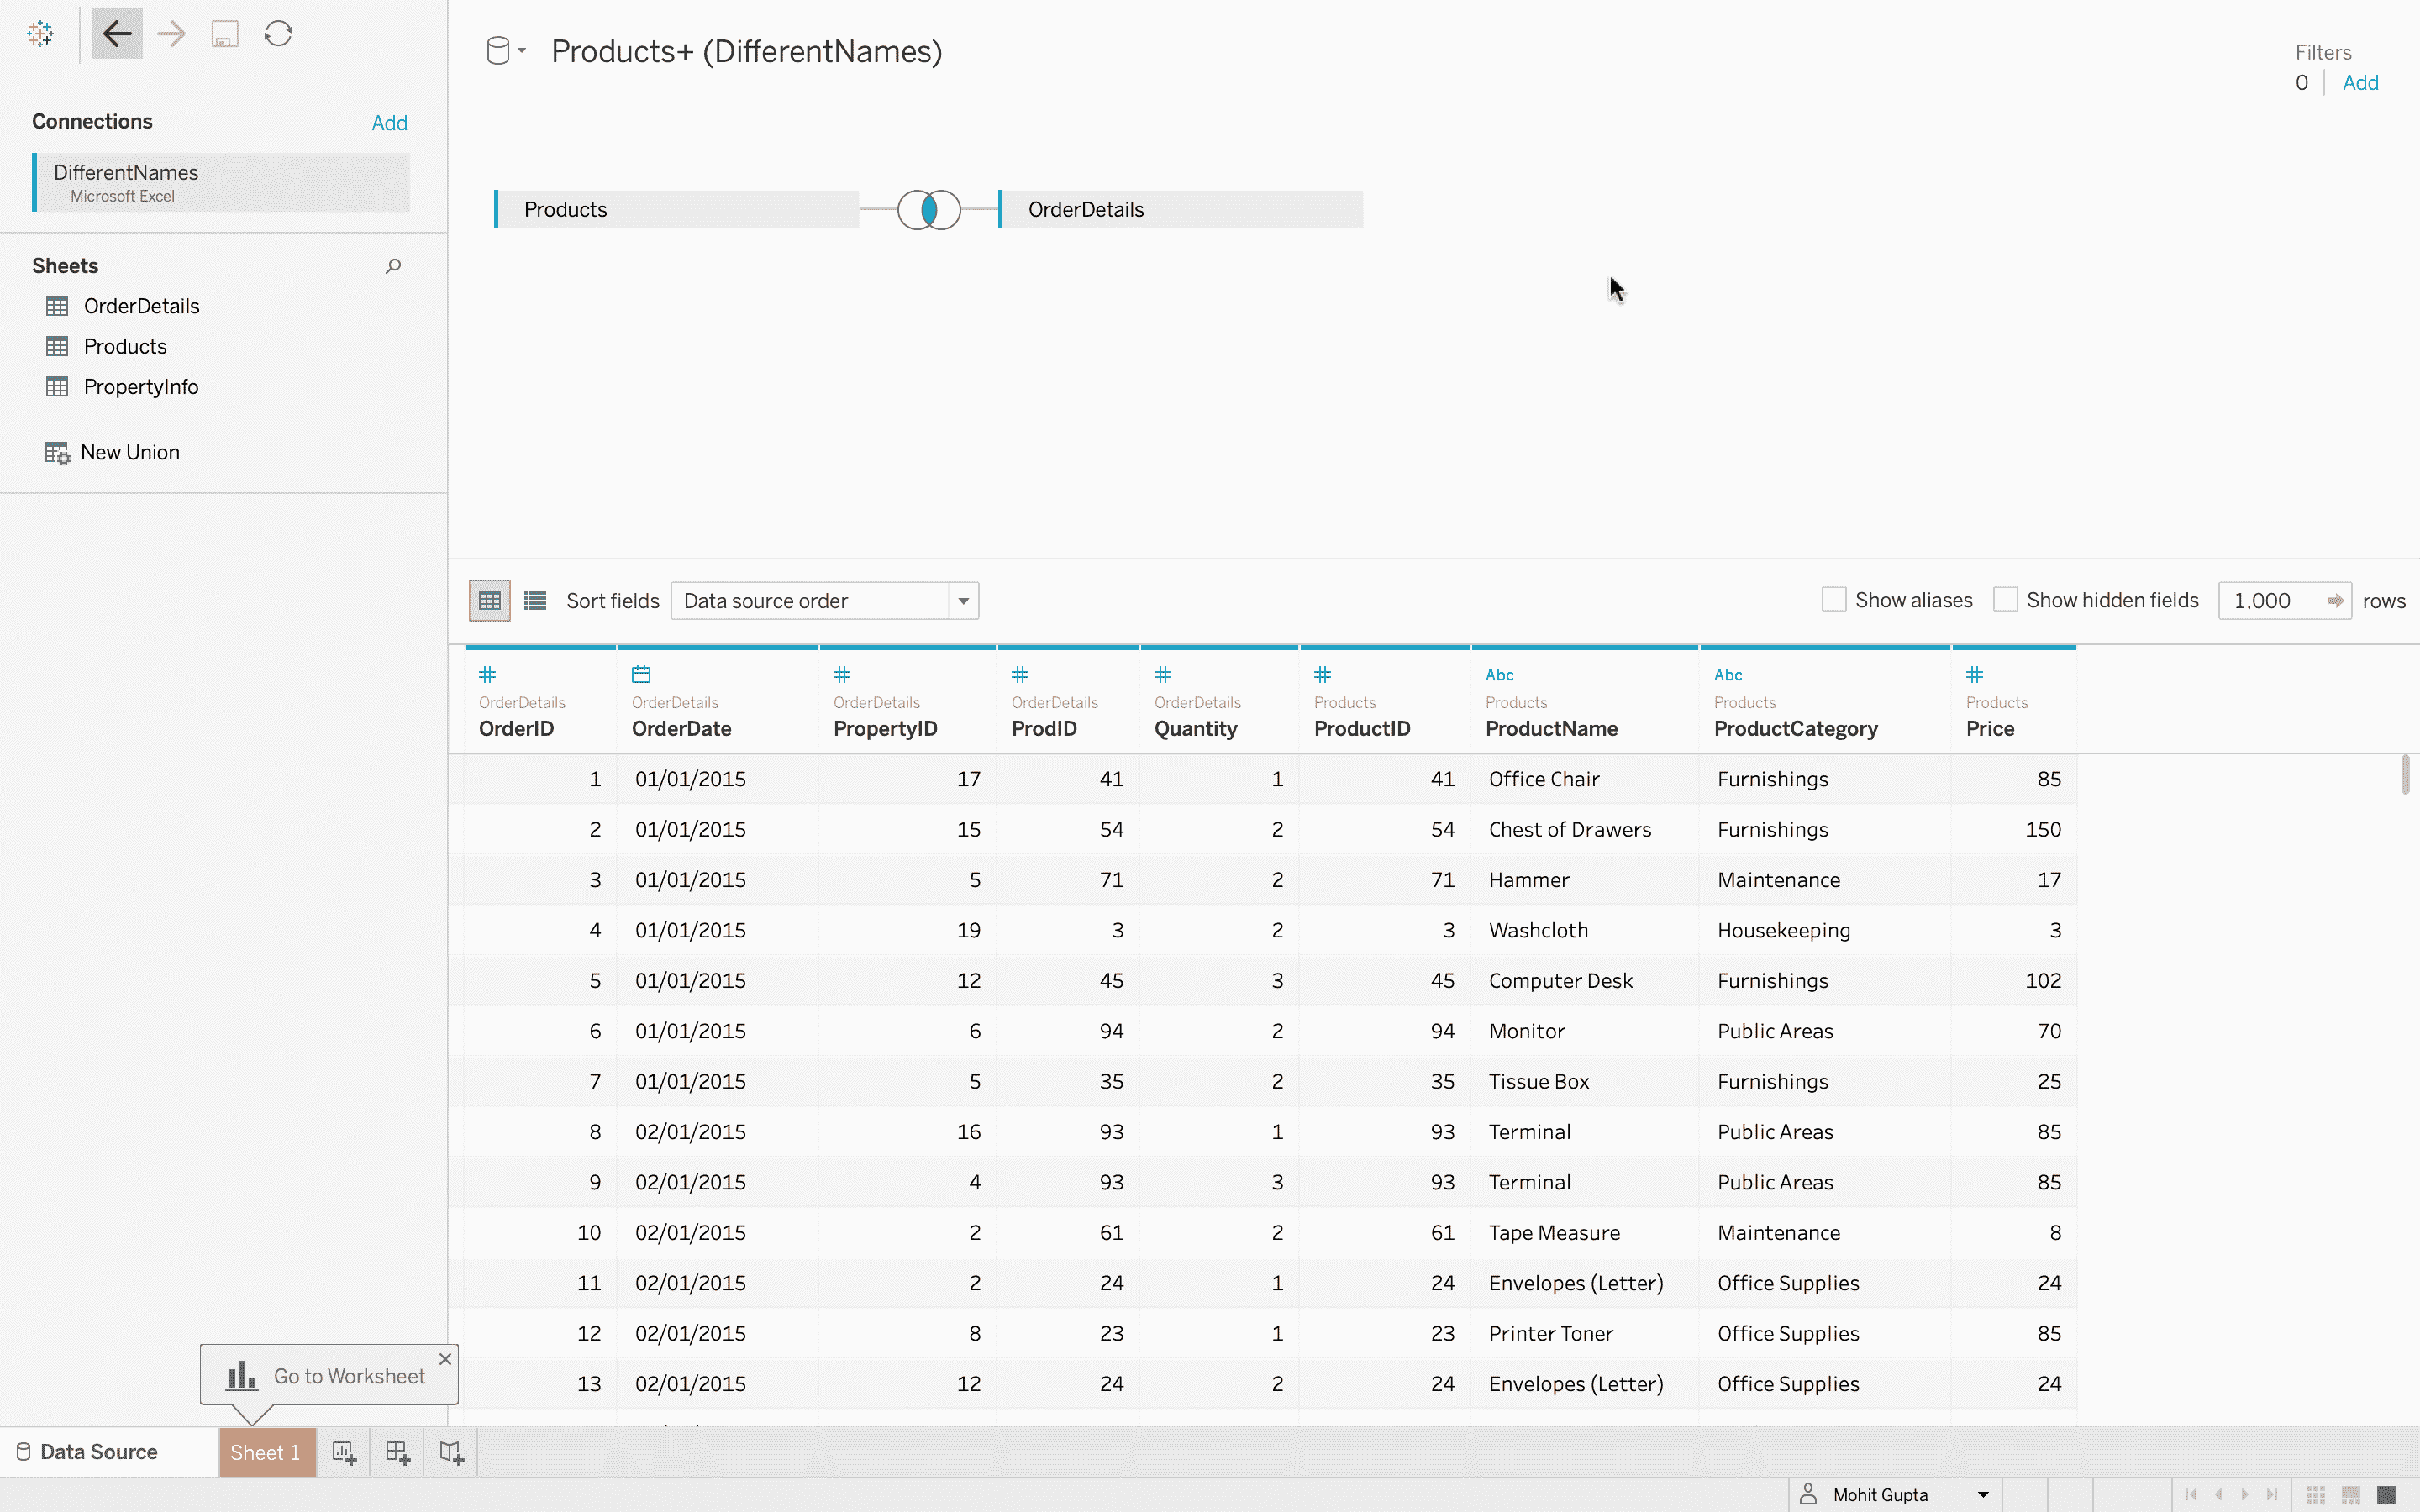 Products+ (DifferentNames)
Filters
0 Add
Connections Add
DifferentNames
Microsoft Excel
Sheets
OrderDetails
Products
PropertyInfo
New Union
Products OrderDetails
Sort fields Data source order Show aliases Show hidden fields 1,000 rows
Abc Abc
OrderDetails OrderDetails OrderDetails OrderDetails OrderDetails Products Products Products Products
OrderID OrderDate PropertyID ProdID Quantity ProductID ProductName ProductCategory Price
1 01/01/2015 17 41 1 41 Office Chair Furnishings 85
2 01/01/2015 15 54 2 54 Chest of Drawers Furnishings 150
3 01/01/2015 5 71 2 71 Hammer Maintenance 17
4 01/01/2015 19 3 2 3 Washcloth Housekeeping 3
5 01/01/2015 12 45 3 45 Computer Desk Furnishings 102
6 01/01/2015 6 94 2 94 Monitor Public Areas 70
7 01/01/2015 5 35 2 35 Tissue Box Furnishings 25
8 02/01/2015 16 93 1 93 Terminal Public Areas 85
9 02/01/2015 4 93 3 93 Terminal Public Areas 85
10 02/01/2015 2 61 2 61 Tape Measure Maintenance 8
11 02/01/2015 2 24 1 24 Envelopes (Letter) Office Supplies 24
12 02/01/2015 8 23 1 23 Printer Toner Office Supplies 85
13 02/01/2015 12 24 2 24 Envelopes (Letter) Office Supplies 24
Go to Worksheet
Data Source Sheet 1
Mohit Gupta